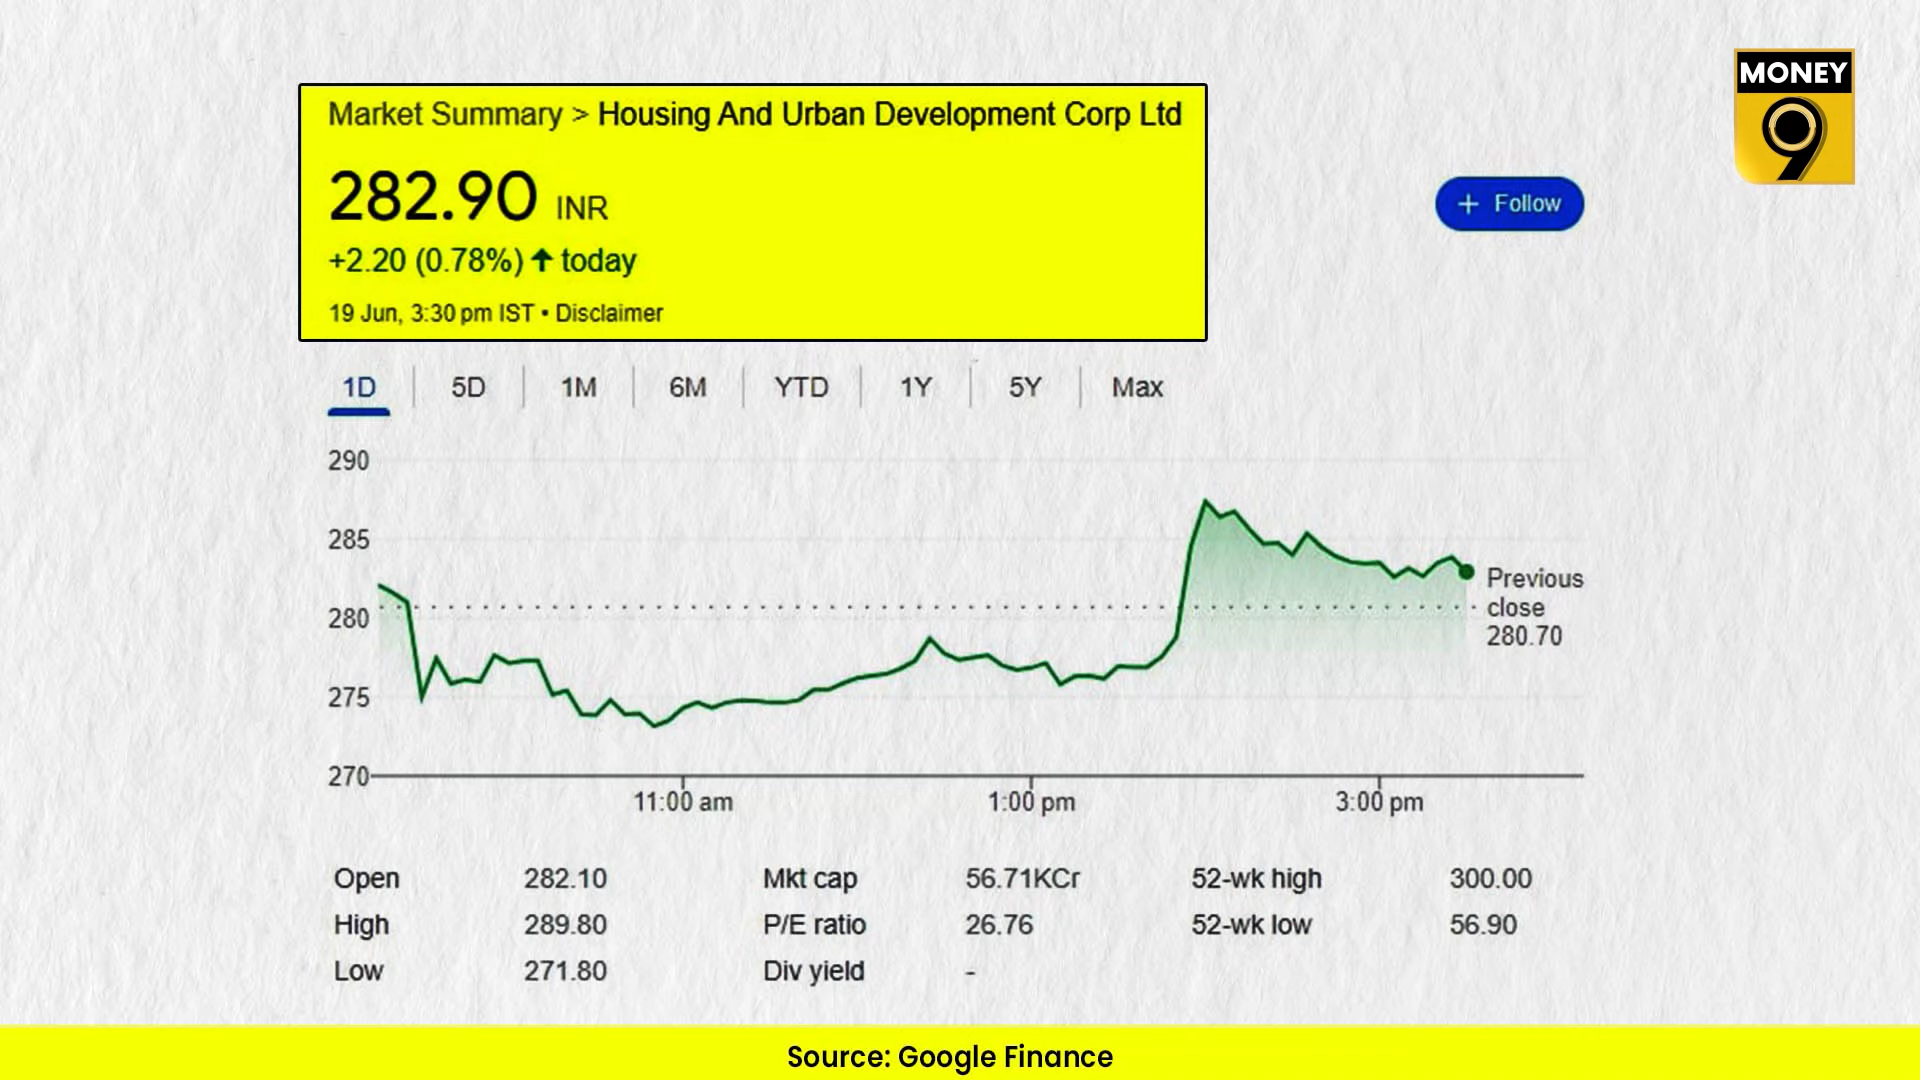 MONEY
9
Market Summary > Housing And Urban Development Corp Ltd
282.90 INR
+2.20 (0.78%) ↑ today
19 Jun, 3:30 pm IST • Disclaimer
+ Follow
1D 5D 1M 6M YTD 1Y 5Y Max
290
285
280
275
270
Previous
close
280.70
11:00 am 1:00 pm 3:00 pm
Open 282.10 Mkt cap 56.71KCr 52-wk high 300.00
High 289.80 P/E ratio 26.76 52-wk low 56.90
Low 271.80 Div yield -
Source: Google Finance